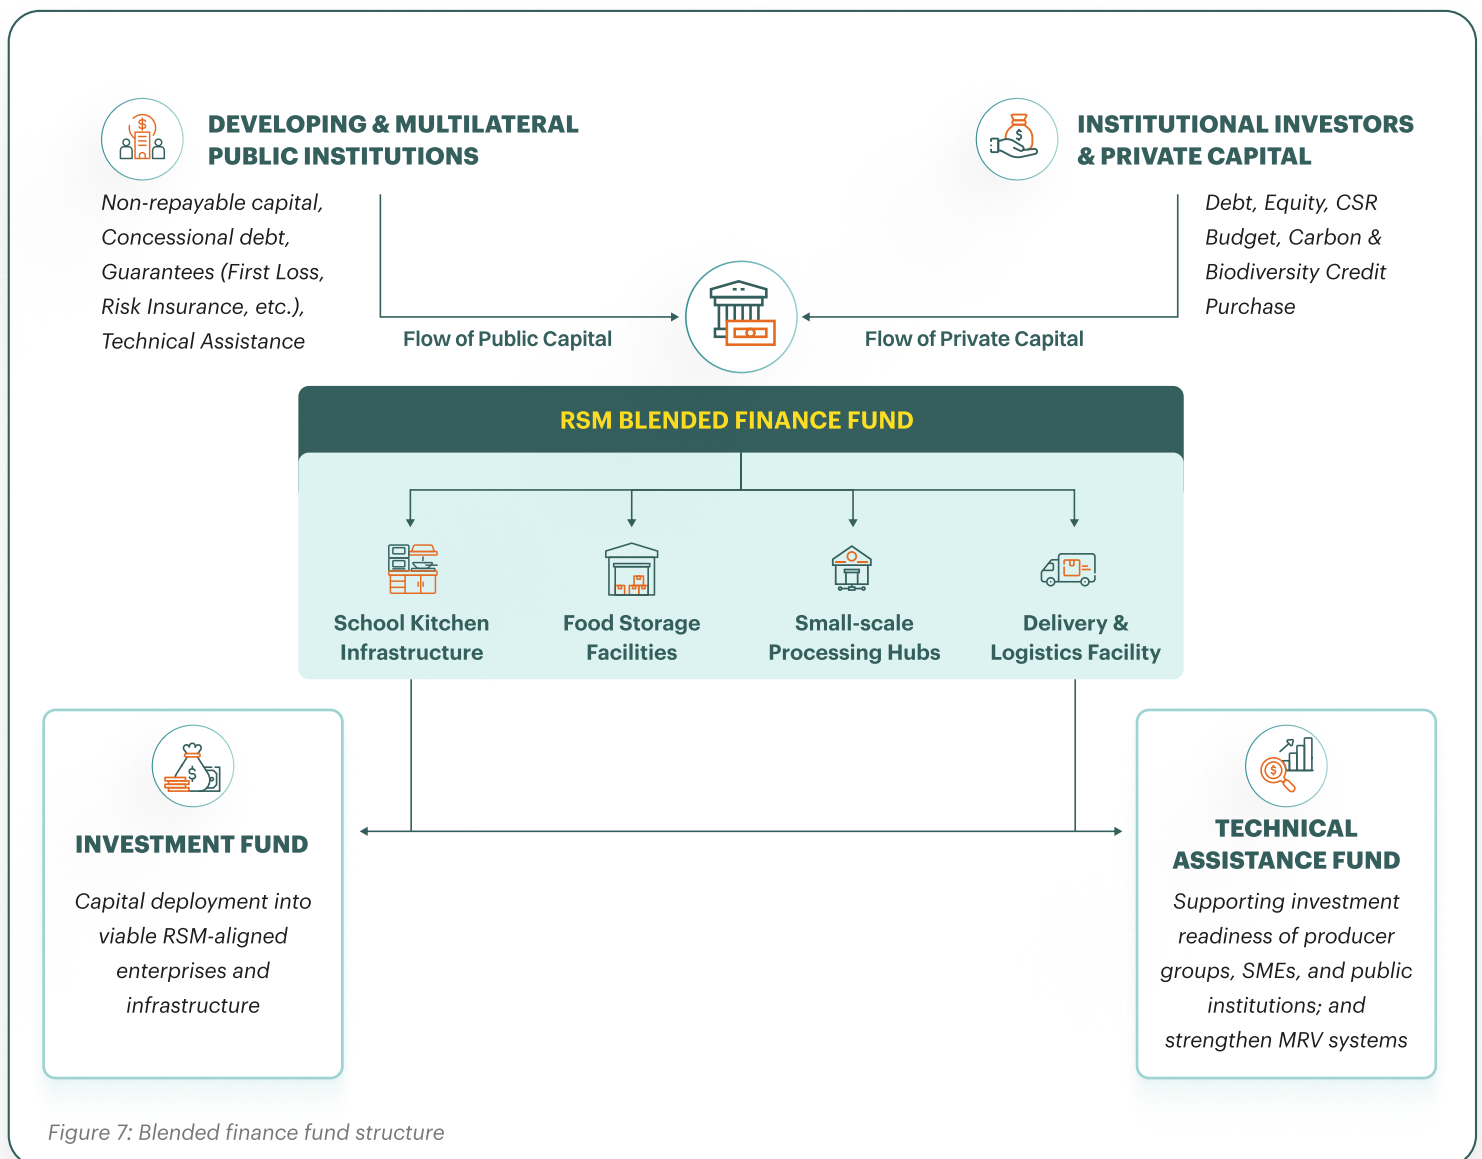 DEVELOPING & MULTILATERAL
PUBLIC INSTITUTIONS
Non-repayable capital,
Concessional debt,
Guarantees (First Loss,
Risk Insurance, etc.),
Technical Assistance
INSTITUTIONAL INVESTORS
& PRIVATE CAPITAL
Debt, Equity, CSR
Budget, Carbon &
Biodiversity Credit
Purchase
Flow of Public Capital
Flow of Private Capital
RSM BLENDED FINANCE FUND
School Kitchen
Infrastructure
Food Storage
Facilities
Small-scale
Processing Hubs
Delivery &
Logistics Facility
INVESTMENT FUND
Capital deployment into
viable RSM-aligned
enterprises and
infrastructure
TECHNICAL
ASSISTANCE FUND
Supporting investment
readiness of producer
groups, SMEs, and public
institutions; and
strengthen MRV systems
Figure 7: Blended finance fund structure